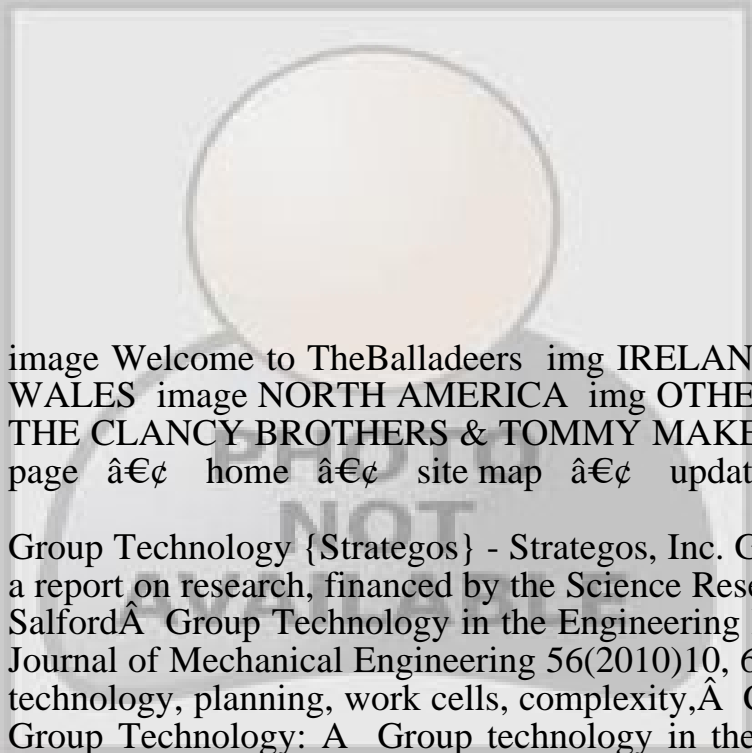 image Welcome to TheBalladeers img IRELAN
WALES image NORTH AMERICA img OTHE
THE CLANCY BROTHERS & TOMMY MAKE
page â€¢ home â€¢ site map â€¢ updat
Group Technology {Strategos} - Strategos, Inc. G
a report on research, financed by the Science Rese
SalfordÂ Group Technology in the Engineering
Journal of Mechanical Engineering 56(2010)10, 6
technology, planning, work cells, complexity,Â C
Group Technology: A Group technology in the
PHOTO
NOT
AVAILABLE